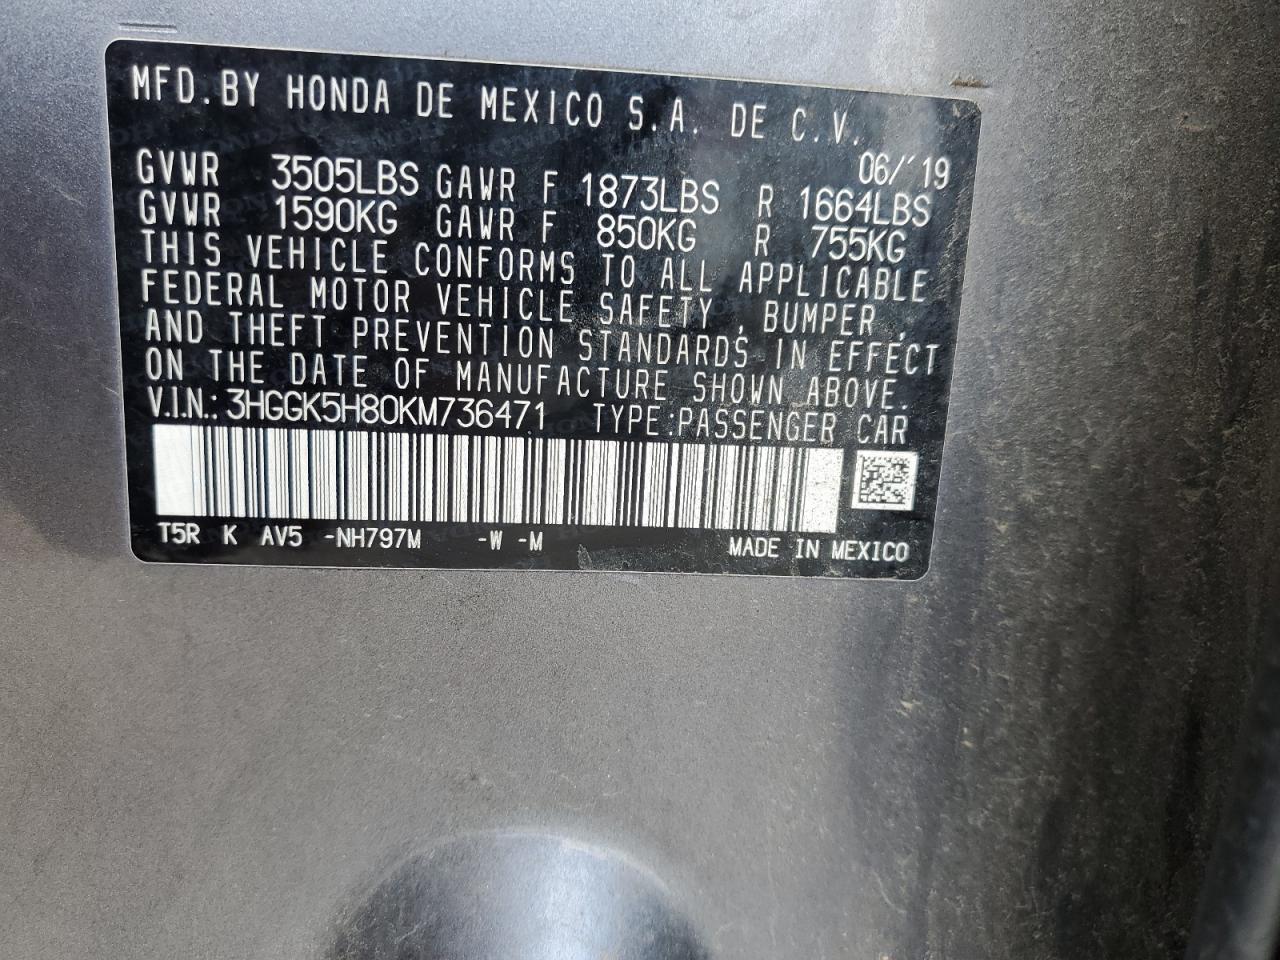 MFD.BY HONDA DE MEXICO S.A. DE C.V.
06/'19
GVWR 3505LBS GAWR F 1873LBS R 1664LBS
GVWR 1590KG GAWR F 850KG R 755KG
THIS VEHICLE CONFORMS TO ALL APPLICABLE
FEDERAL MOTOR VEHICLE SAFETY , BUMPER ,
AND THEFT PREVENTION STANDARDS IN EFFECT
ON THE DATE OF MANUFACTURE SHOWN ABOVE.
V.I.N.: 3HGGK5H80KM736471 TYPE:PASSENGER CAR
T5R K AV5 -NH797M -W -M MADE IN MEXICO